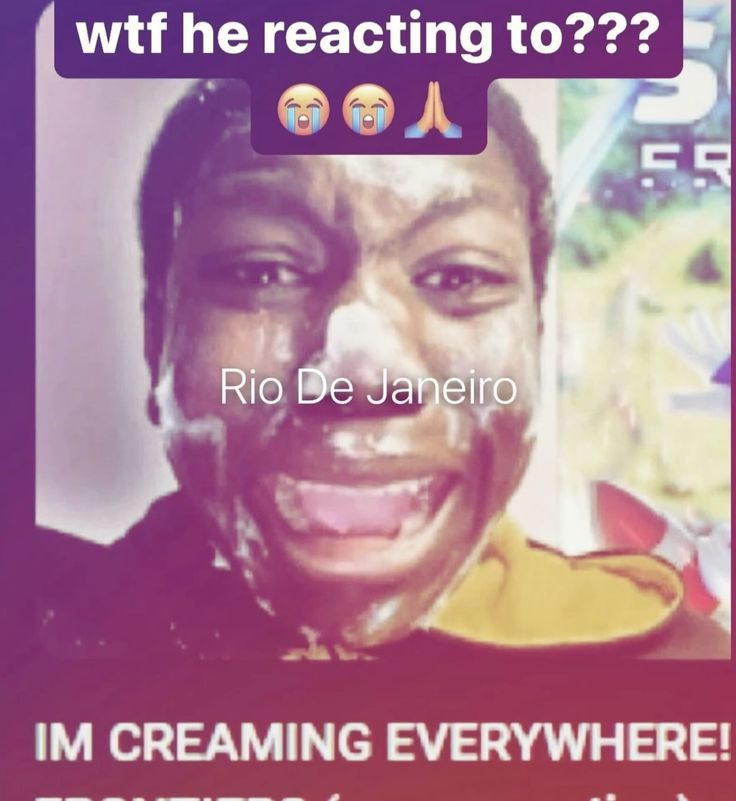 wtf he reacting to???
😭😭🙏
Rio De Janeiro
IM CREAMING EVERYWHERE!